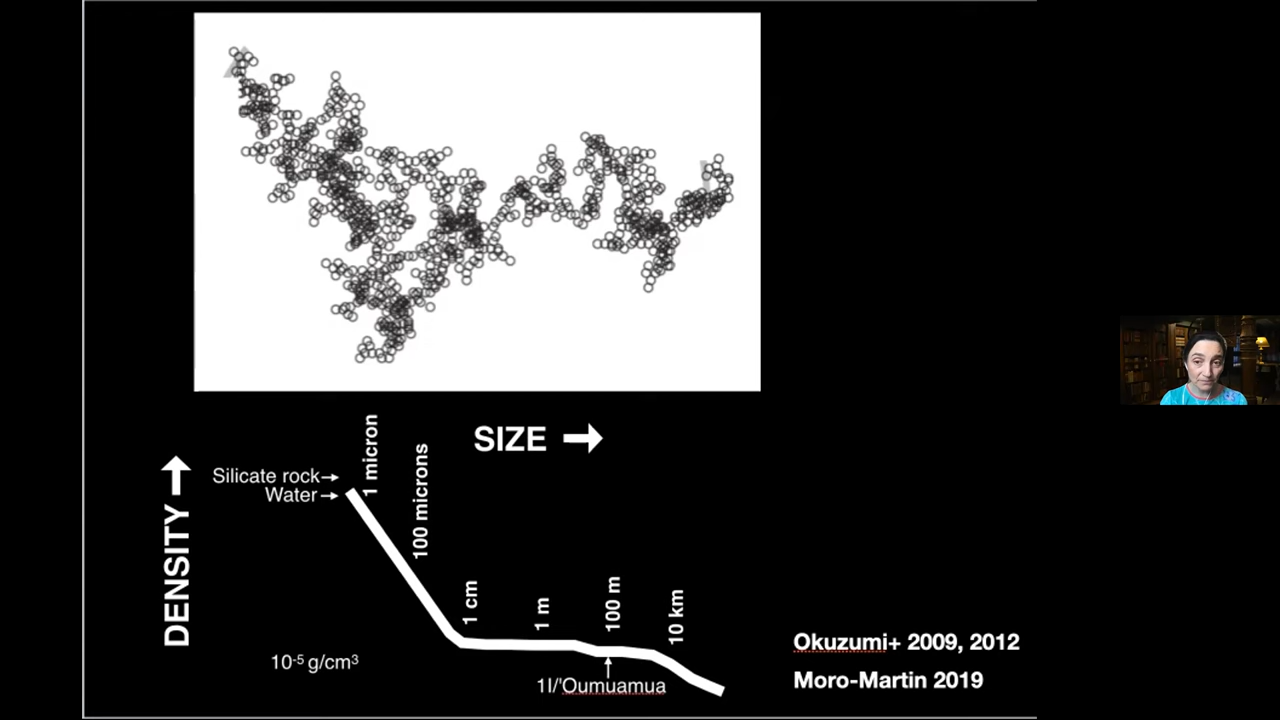 SIZE
1 micron
100 microns
Silicate rock
Water
DENSITY
1 cm
1 m
100 m
10 km
10⁻⁵ g/cm³
1I/'Oumuamua
Okuzumi+ 2009, 2012
Moro-Martin 2019